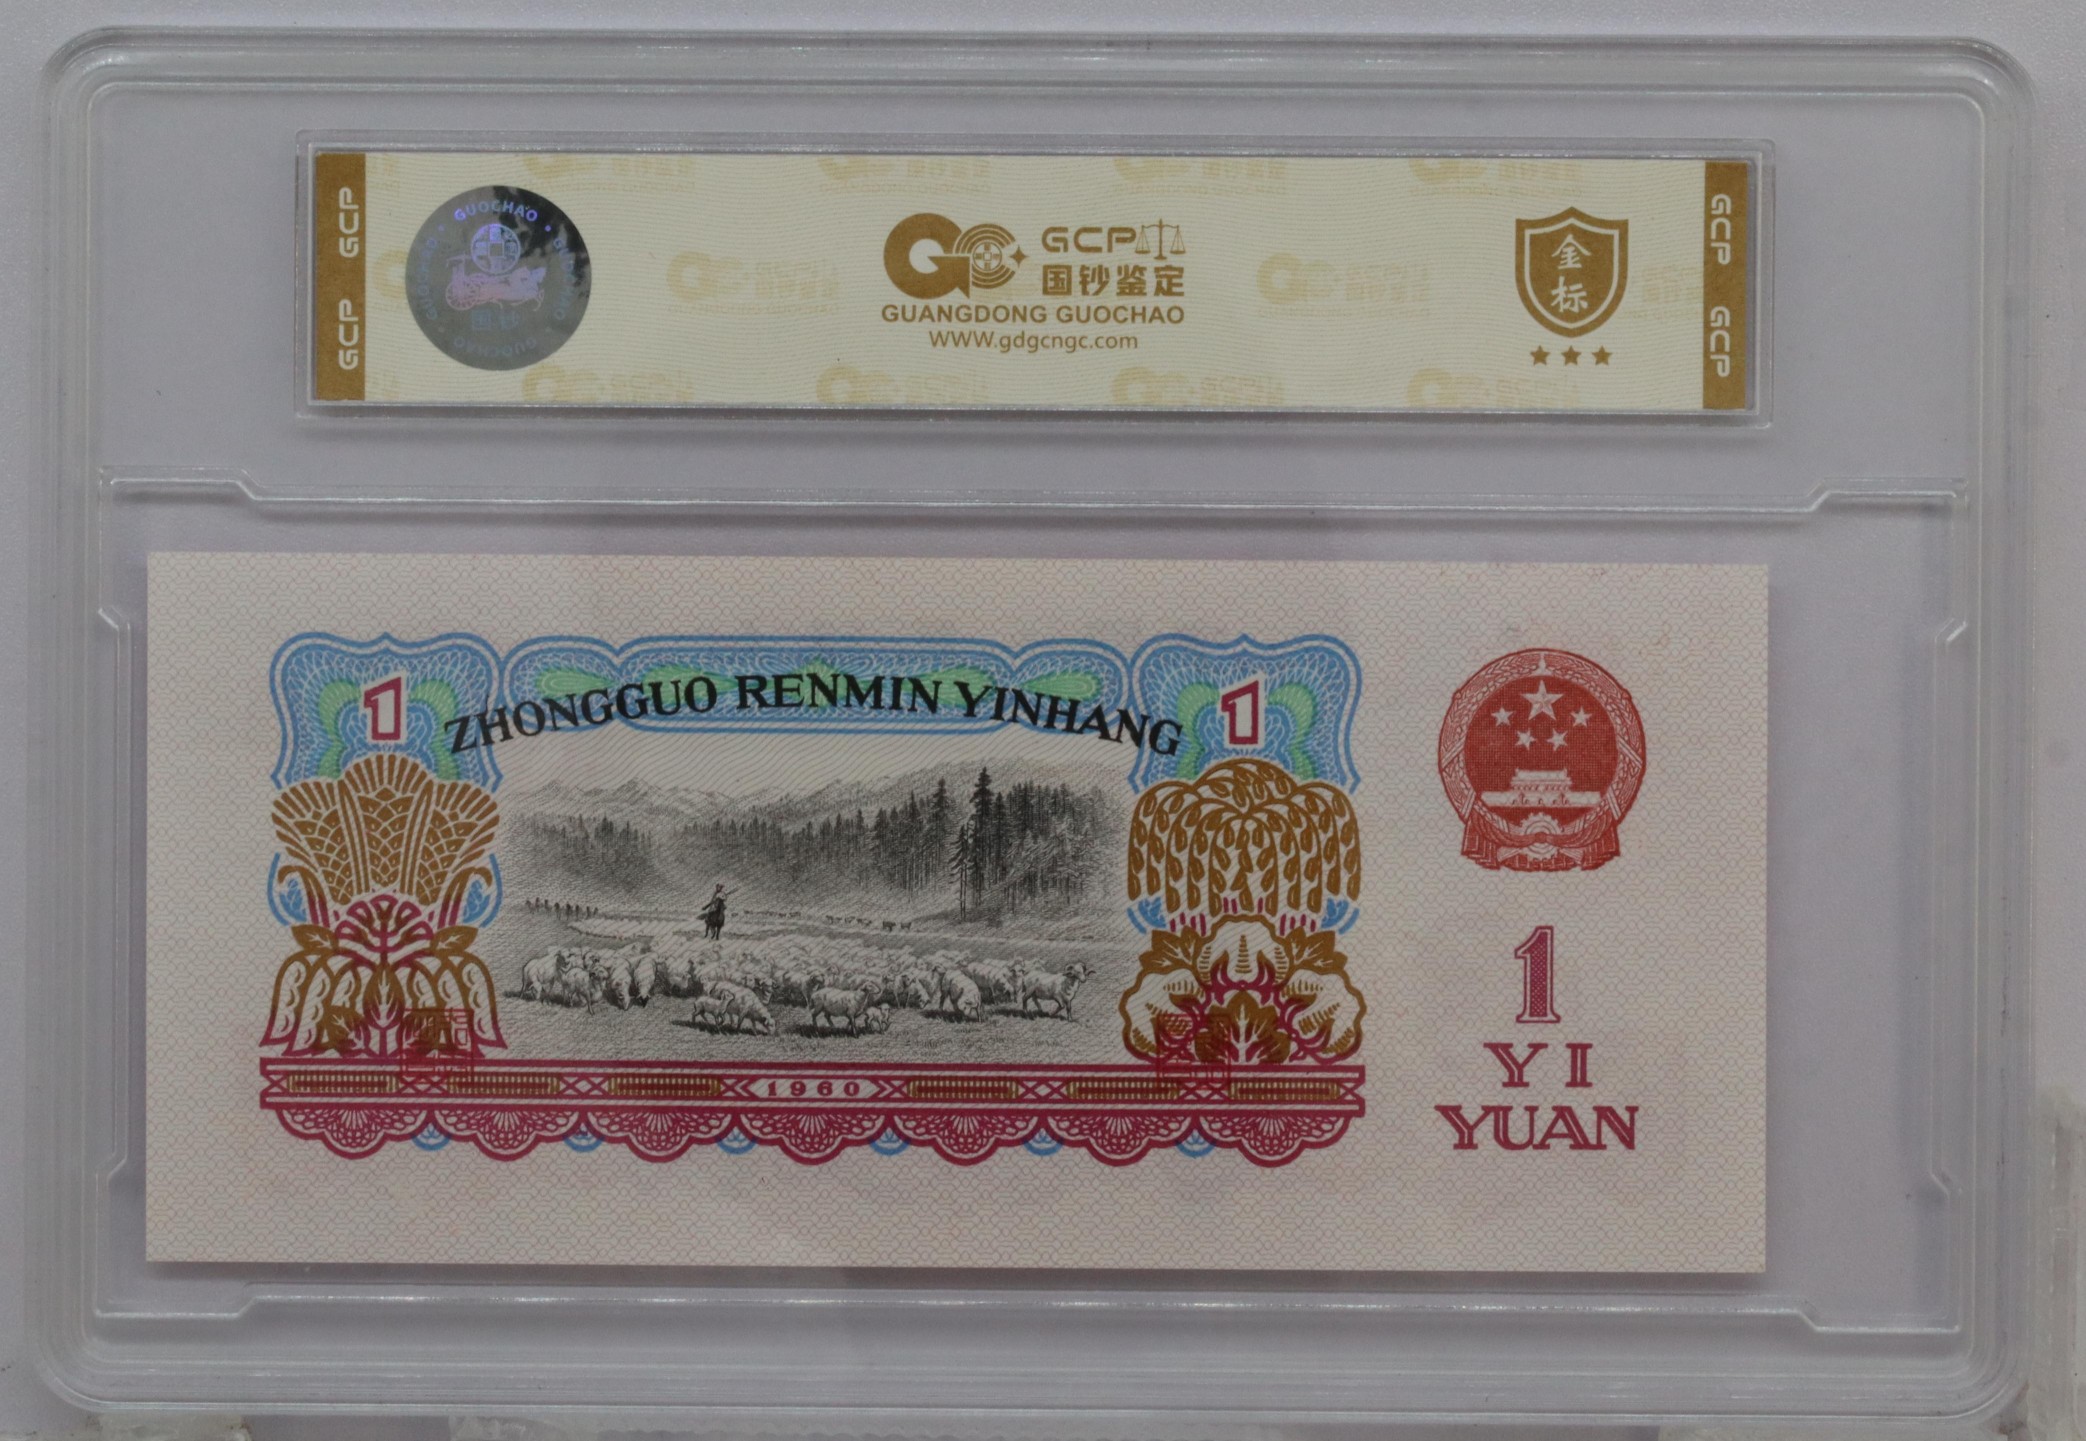 GCP GCP
GUOCHAO
GUOCHAO
GCP
国钞鉴定
GUANGDONG GUOCHAO
WWW.gdgcngc.com
金
标
GCP GCP
ZHONGGUO RENMIN YINHANG
1
1
1960
1
YI
YUAN